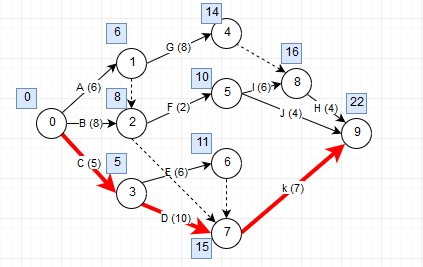 14
6
G (8)
4
16
1
10
A (6)
8
I (6)
0
8
5
H (4)
22
F (2)
J (4)
0
B (8)
2
9
11
5
C (5)
E (6)
6
3
k (7)
D (10)
7
15